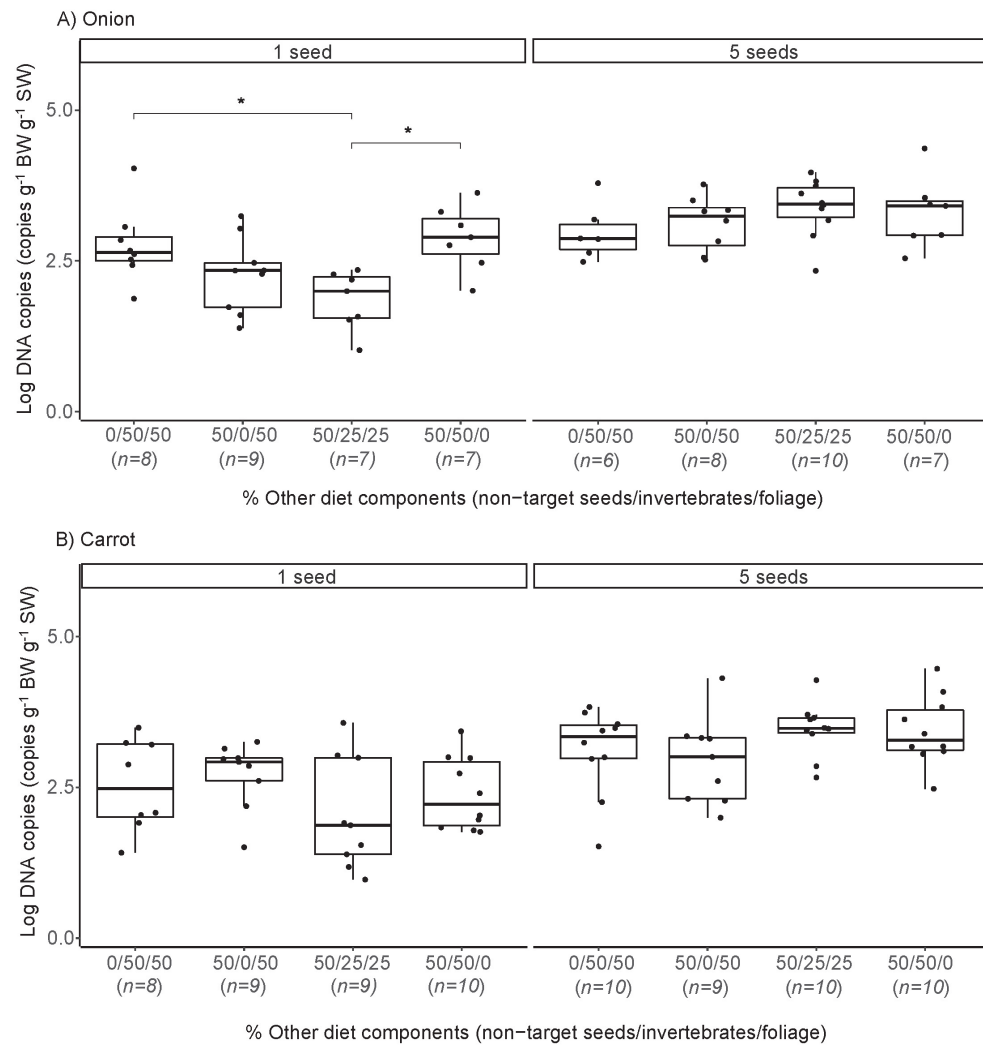 A) Onion
1 seed 5 seeds
Log DNA copies (copies g⁻¹ BW g⁻¹ SW)
5.0
* *
2.5
0.0
0/50/50 50/0/50 50/25/25 50/50/0 0/50/50 50/0/50 50/25/25 50/50/0
(n=8) (n=9) (n=7) (n=7) (n=6) (n=8) (n=10) (n=7)
% Other diet components (non−target seeds/invertebrates/foliage)
B) Carrot
1 seed 5 seeds
Log DNA copies (copies g⁻¹ BW g⁻¹ SW)
5.0
2.5
0.0
0/50/50 50/0/50 50/25/25 50/50/0 0/50/50 50/0/50 50/25/25 50/50/0
(n=8) (n=9) (n=9) (n=10) (n=10) (n=9) (n=10) (n=10)
% Other diet components (non−target seeds/invertebrates/foliage)